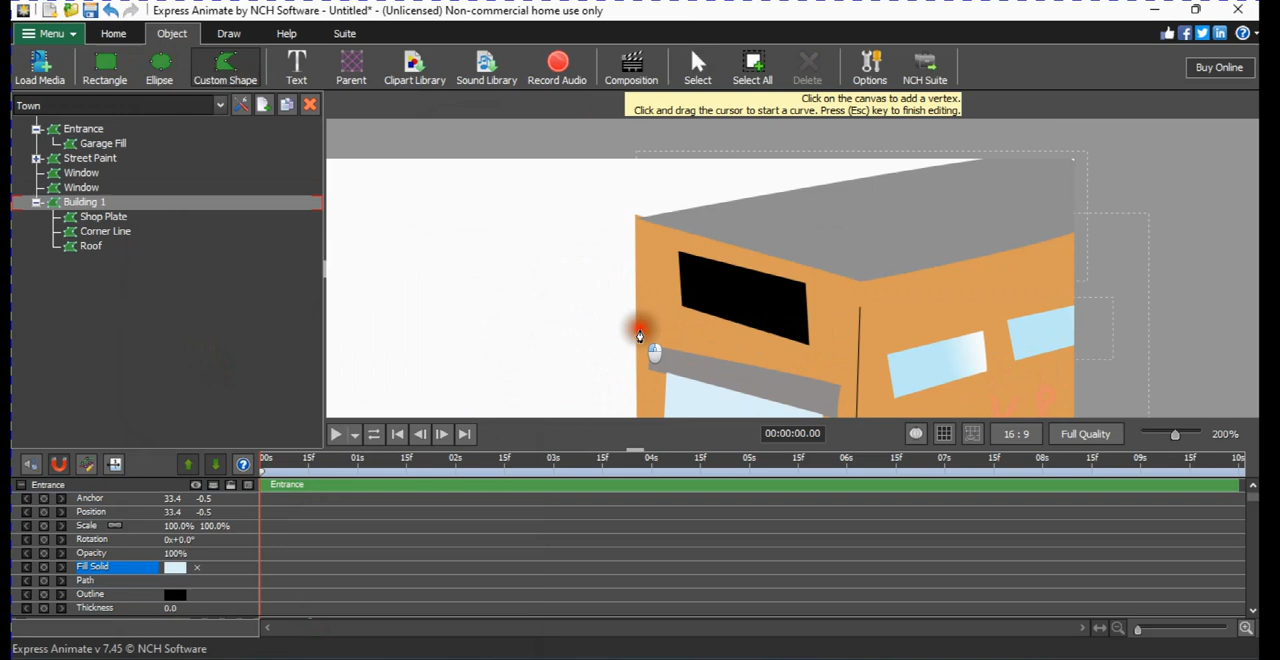 Express Animate by NCH Software - Untitled* - (Unlicensed) Non-commercial home use only
Menu Home Object Draw Help Suite
Load Media Rectangle Ellipse Custom Shape Text Parent Clipart Library Sound Library Record Audio Composition Select Select All Delete Options NCH Suite Buy Online
Town
Click on the canvas to add a vertex.
Click and drag the cursor to start a curve. Press (Esc) key to finish editing.
Entrance
Garage Fill
Street Paint
Window
Window
Building 1
Shop Plate
Corner Line
Roof
00:00:00.00 16 : 9 Full Quality 200%
00s 15f 01s 15f 02s 15f 03s 15f 04s 15f 05s 15f 06s 15f 07s 15f 08s 15f 09s 15f 10s
Entrance Entrance
Anchor 33.4 -0.5
Position 33.4 -0.5
Scale 100.0% 100.0%
Rotation 0x+0.0°
Opacity 100%
Fill Solid
Path
Outline
Thickness 0.0
Express Animate v 7.45 © NCH Software